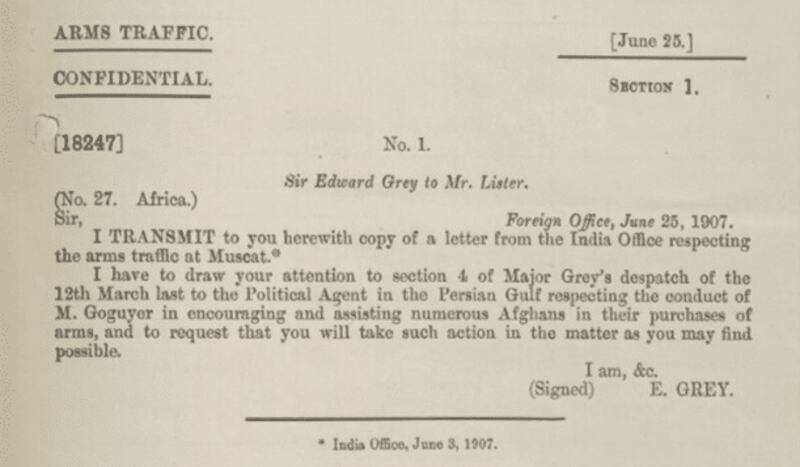 ARMS TRAFFIC.
[June 25.]
CONFIDENTIAL.
SECTION 1.
[18247]
No. 1.
Sir Edward Grey to Mr. Lister.
(No. 27. Africa.)
Sir,
Foreign Office, June 25, 1907.
I TRANSMIT to you herewith copy of a letter from the India Office respecting
the arms traffic at Muscat.*
I have to draw your attention to section 4 of Major Grey's despatch of the
12th March last to the Political Agent in the Persian Gulf respecting the conduct of
M. Goguyer in encouraging and assisting numerous Afghans in their purchases of
arms, and to request that you will take such action in the matter as you may find
possible.
I am, &c.
(Signed) E. GREY.
* India Office, June 3, 1907.